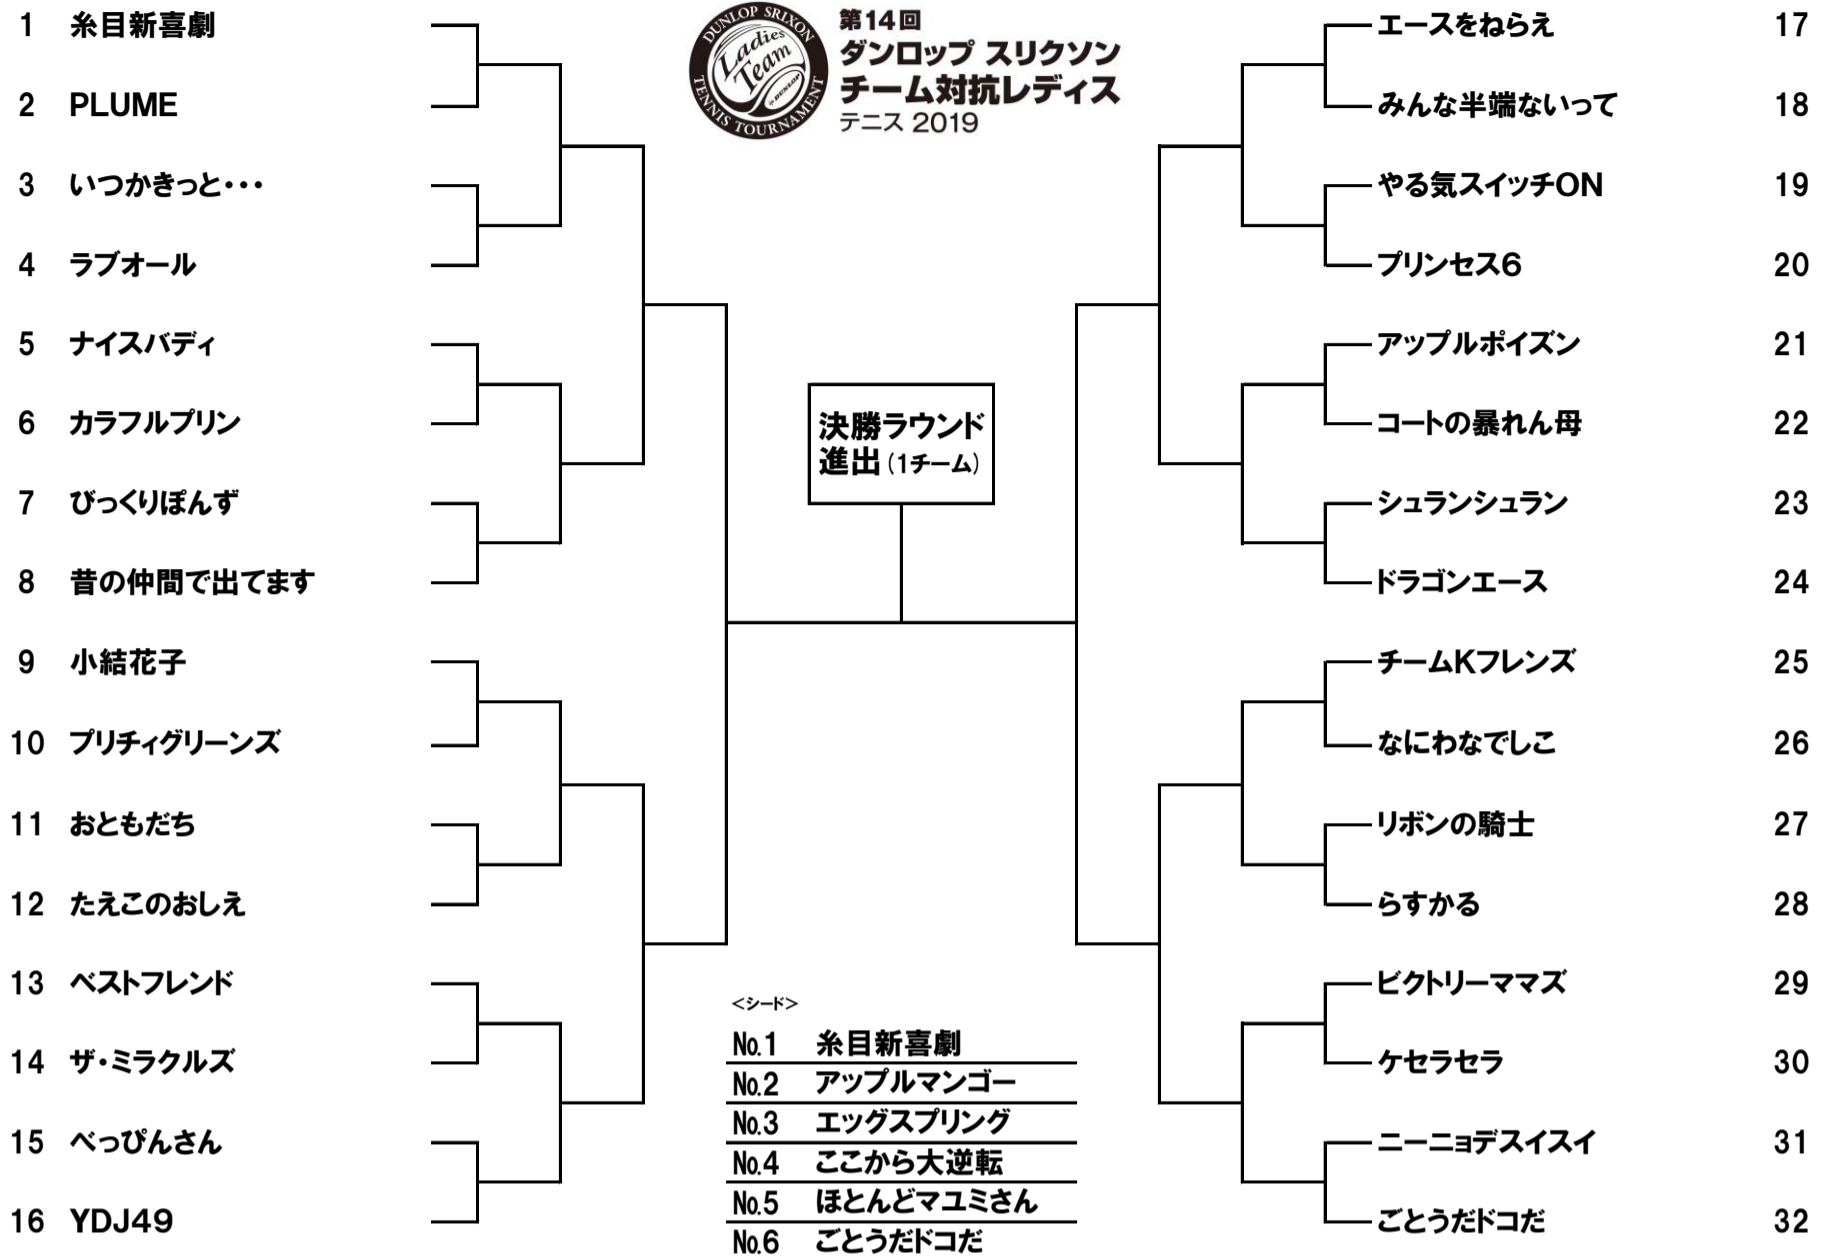 1 糸目新喜劇
2 PLUME
3 いつかきっと･･･
4 ラブオール
5 ナイスバディ
6 カラフルプリン
7 びっくりぽんず
8 昔の仲間で出てます
9 小結花子
10 プリティグリーンズ
11 おともだち
12 たえこのおしえ
13 ベストフレンド
14 ザ・ミラクルズ
15 べっぴんさん
16 YDJ49
DUNLOP SRIXON
Ladies
Team
by DUNLOP
TENNIS TOURNAMENT
第14回
ダンロップ スリクソン
チーム対抗レディス
テニス 2019
決勝ラウンド
進出(1チーム)
<シード>
No.1 糸目新喜劇
No.2 アップルマンゴー
No.3 エッグスプリング
No.4 ここから大逆転
No.5 ほとんどマユミさん
No.6 ごとうだドコだ
エースをねらえ 17
みんな半端ないって 18
やる気スイッチON 19
プリンセス6 20
アップルポイズン 21
コートの暴れん母 22
シュランシュラン 23
ドラゴンエース 24
チームKフレンズ 25
なにわなでしこ 26
リボンの騎士 27
らすかる 28
ビクトリーママズ 29
ケセラセラ 30
ニーニョデスイスイ 31
ごとうだドコだ 32